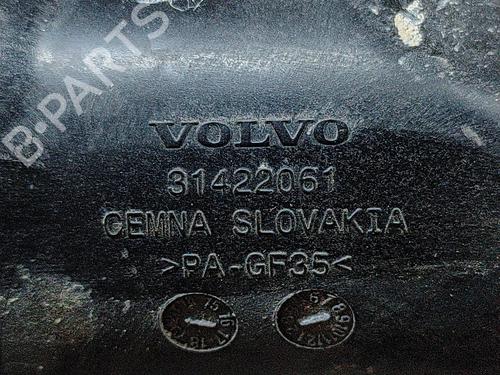 B-PARTS
VOLVO
31422061
CEMNA SLOVAKIA
>PA-GF35<